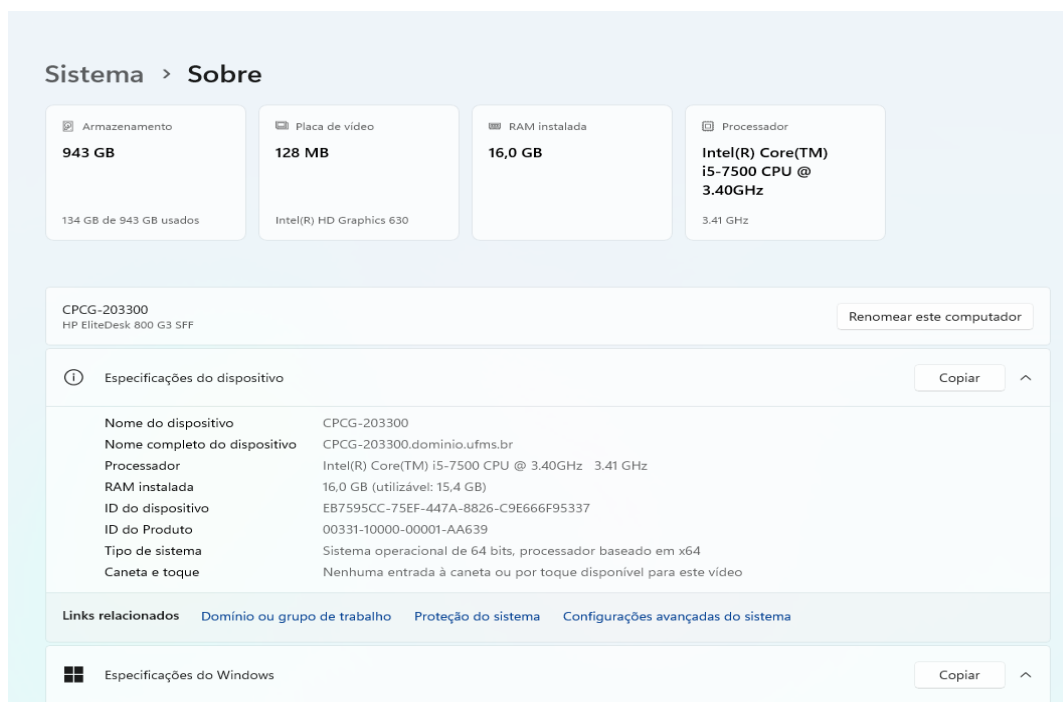 Sistema > Sobre
Armazenamento
943 GB
134 GB de 943 GB usados
Placa de vídeo
128 MB
Intel(R) HD Graphics 630
RAM instalada
16,0 GB
Processador
Intel(R) Core(TM)
i5-7500 CPU @
3.40GHz
3.41 GHz
CPCG-203300
HP EliteDesk 800 G3 SFF
Renomear este computador
Especificações do dispositivo
Copiar
Nome do dispositivo CPCG-203300
Nome completo do dispositivo CPCG-203300.dominio.ufms.br
Processador Intel(R) Core(TM) i5-7500 CPU @ 3.40GHz 3.41 GHz
RAM instalada 16,0 GB (utilizável: 15,4 GB)
ID do dispositivo EB7595CC-75EF-447A-8826-C9E666F95337
ID do Produto 00331-10000-00001-AA639
Tipo de sistema Sistema operacional de 64 bits, processador baseado em x64
Caneta e toque Nenhuma entrada à caneta ou por toque disponível para este vídeo
Links relacionados Domínio ou grupo de trabalho Proteção do sistema Configurações avançadas do sistema
Especificações do Windows
Copiar